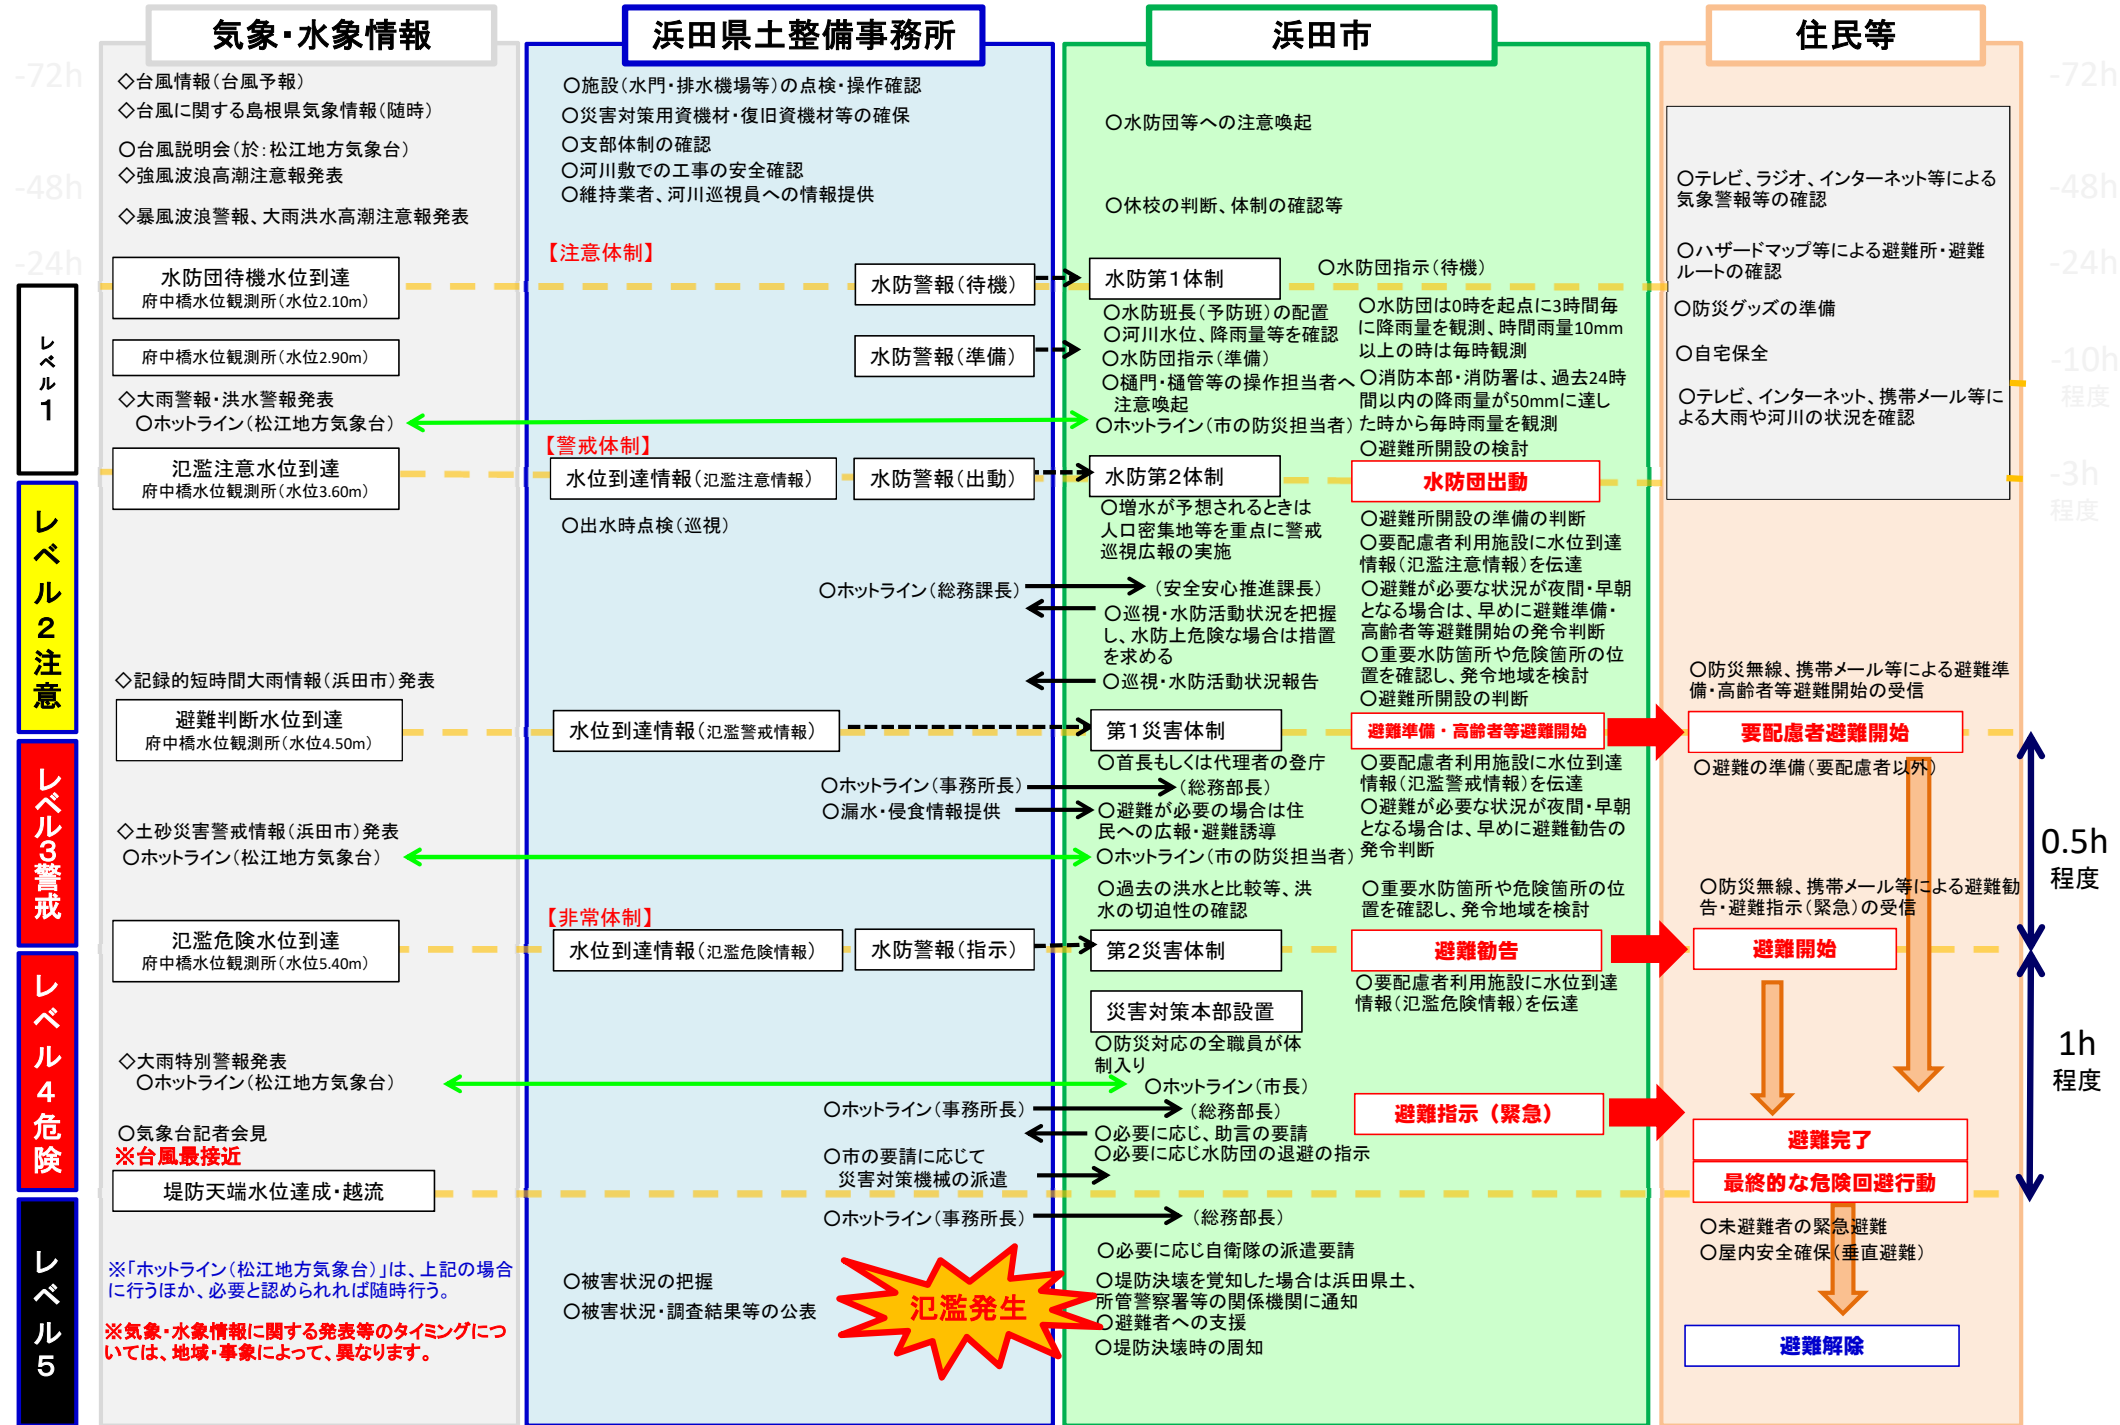 気象・水象情報
浜田県土整備事務所
浜田市
住民等
-72h
-48h
-24h
レベル1
レベル2注意
レベル3警戒
レベル4危険
レベル5
◇台風情報(台風予報)
◇台風に関する島根県気象情報(随時)
○台風説明会(於:松江地方気象台)
◇強風波浪高潮注意報発表
◇暴風波浪警報、大雨洪水高潮注意報発表
水防団待機水位到達
府中橋水位観測所(水位2.10m)
府中橋水位観測所(水位2.90m)
◇大雨警報・洪水警報発表
○ホットライン(松江地方気象台)
氾濫注意水位到達
府中橋水位観測所(水位3.60m)
◇記録的短時間大雨情報(浜田市)発表
避難判断水位到達
府中橋水位観測所(水位4.50m)
◇土砂災害警戒情報(浜田市)発表
○ホットライン(松江地方気象台)
氾濫危険水位到達
府中橋水位観測所(水位5.40m)
◇大雨特別警報発表
○ホットライン(松江地方気象台)
○気象台記者会見
※台風最接近
堤防天端水位達成・越流
※「ホットライン(松江地方気象台)」は、上記の場合
に行うほか、必要と認められれば随時行う。
※気象・水象情報に関する発表等のタイミングにつ
いては、地域・事象によって、異なります。
○施設(水門・排水機場等)の点検・操作確認
○災害対策用資機材・復旧資機材等の確保
○支部体制の確認
○河川敷での工事の安全確認
○維持業者、河川巡視員への情報提供
【注意体制】
水防警報(待機)
水防警報(準備)
【警戒体制】
水位到達情報(氾濫注意情報)
水防警報(出動)
○出水時点検(巡視)
○ホットライン(総務課長)
水位到達情報(氾濫警戒情報)
○ホットライン(事務所長)
○漏水・侵食情報提供
【非常体制】
水位到達情報(氾濫危険情報)
水防警報(指示)
○ホットライン(事務所長)
○市の要請に応じて
災害対策機械の派遣
○ホットライン(事務所長)
○被害状況の把握
○被害状況・調査結果等の公表
氾濫発生
○水防団等への注意喚起
○休校の判断、体制の確認等
水防第1体制
○水防班長(予防班)の配置
○河川水位、降雨量等を確認
○水防団指示(準備)
○樋門・樋管等の操作担当者へ
注意喚起
○ホットライン(市の防災担当者)
水防第2体制
○増水が予想されるときは
人口密集地等を重点に警戒
巡視広報の実施
(安全安心推進課長)
○巡視・水防活動状況を把握
し、水防上危険な場合は措置
を求める
○巡視・水防活動状況報告
第1災害体制
○首長もしくは代理者の登庁
(総務部長)
○避難が必要の場合は住
民への広報・避難誘導
○ホットライン(市の防災担当者)
○過去の洪水と比較等、洪
水の切迫性の確認
第2災害体制
災害対策本部設置
○防災対応の全職員が体
制入り
○ホットライン(市長)
(総務部長)
○必要に応じ、助言の要請
○必要に応じ水防団の退避の指示
(総務部長)
○必要に応じ自衛隊の派遣要請
○堤防決壊を覚知した場合は浜田県土、
所管警察署等の関係機関に通知
○避難者への支援
○堤防決壊時の周知
○水防団指示(待機)
○水防団は0時を起点に3時間毎
に降雨量を観測、時間雨量10mm
以上の時は毎時観測
○消防本部・消防署は、過去24時
間以内の降雨量が50mmに達し
た時から毎時雨量を観測
○避難所開設の検討
水防団出動
○避難所開設の準備の判断
○要配慮者利用施設に水位到達
情報(氾濫注意情報)を伝達
○避難が必要な状況が夜間・早朝
となる場合は、早めに避難準備・
高齢者等避難開始の発令判断
○重要水防箇所や危険箇所の位
置を確認し、発令地域を検討
○避難所開設の判断
避難準備・高齢者等避難開始
○要配慮者利用施設に水位到達
情報(氾濫警戒情報)を伝達
○避難が必要な状況が夜間・早朝
となる場合は、早めに避難勧告の
発令判断
○重要水防箇所や危険箇所の位
置を確認し、発令地域を検討
避難勧告
○要配慮者利用施設に水位到達
情報(氾濫危険情報)を伝達
避難指示(緊急)
○テレビ、ラジオ、インターネット等による
気象警報等の確認
○ハザードマップ等による避難所・避難
ルートの確認
○防災グッズの準備
○自宅保全
○テレビ、インターネット、携帯メール等に
よる大雨や河川の状況を確認
○防災無線、携帯メール等による避難準
備・高齢者等避難開始の受信
要配慮者避難開始
○避難の準備(要配慮者以外)
○防災無線、携帯メール等による避難勧
告・避難指示(緊急)の受信
避難開始
避難完了
最終的な危険回避行動
○未避難者の緊急避難
○屋内安全確保(垂直避難)
避難解除
-72h
-48h
-24h
-10h
程度
-3h
程度
0.5h
程度
1h
程度